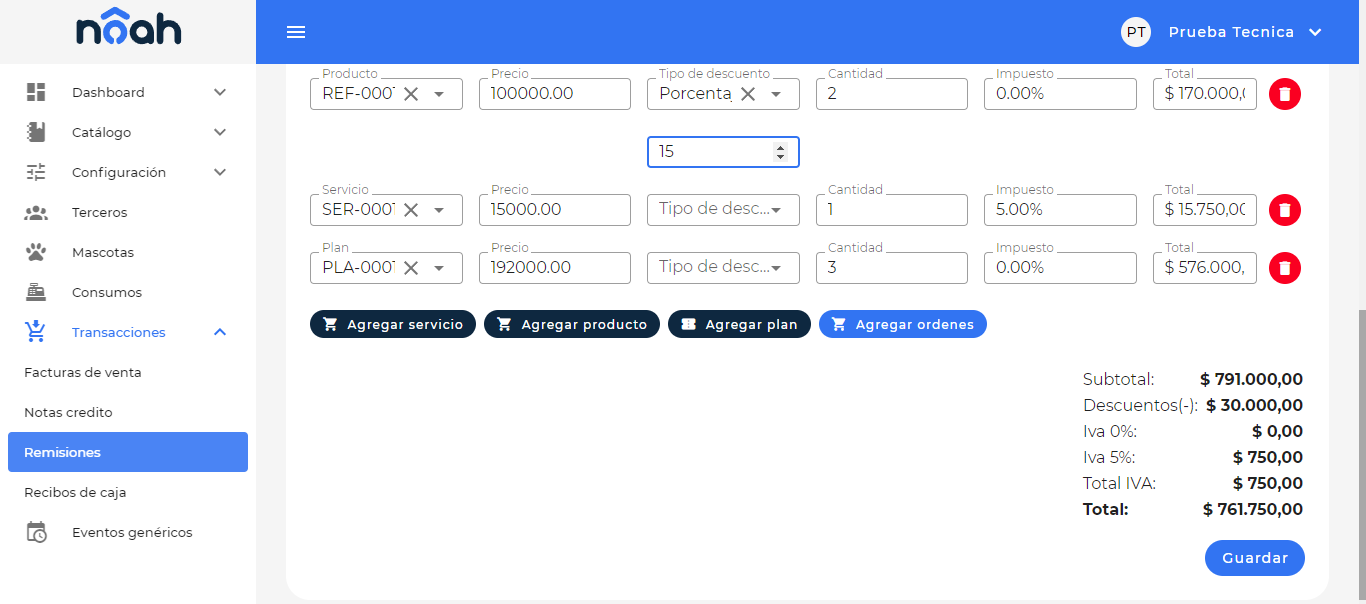 nôah
PT Prueba Tecnica
Dashboard
Catálogo
Configuración
Terceros
Mascotas
Consumos
Transacciones
Facturas de venta
Notas credito
Remisiones
Recibos de caja
Eventos genéricos
Producto Precio Tipo de descuento Cantidad Impuesto Total
REF-0001 100000.00 Porcenta 2 0.00% $ 170.000,0
15
Servicio Precio Cantidad Impuesto Total
SER-0001 15000.00 Tipo de desc... 1 5.00% $ 15.750,00
Plan Precio Cantidad Impuesto Total
PLA-0001 192000.00 Tipo de desc... 3 0.00% $ 576.000,
Agregar servicio Agregar producto Agregar plan Agregar ordenes
Subtotal: $ 791.000,00
Descuentos(-): $ 30.000,00
Iva 0%: $ 0,00
Iva 5%: $ 750,00
Total IVA: $ 750,00
Total: $ 761.750,00
Guardar